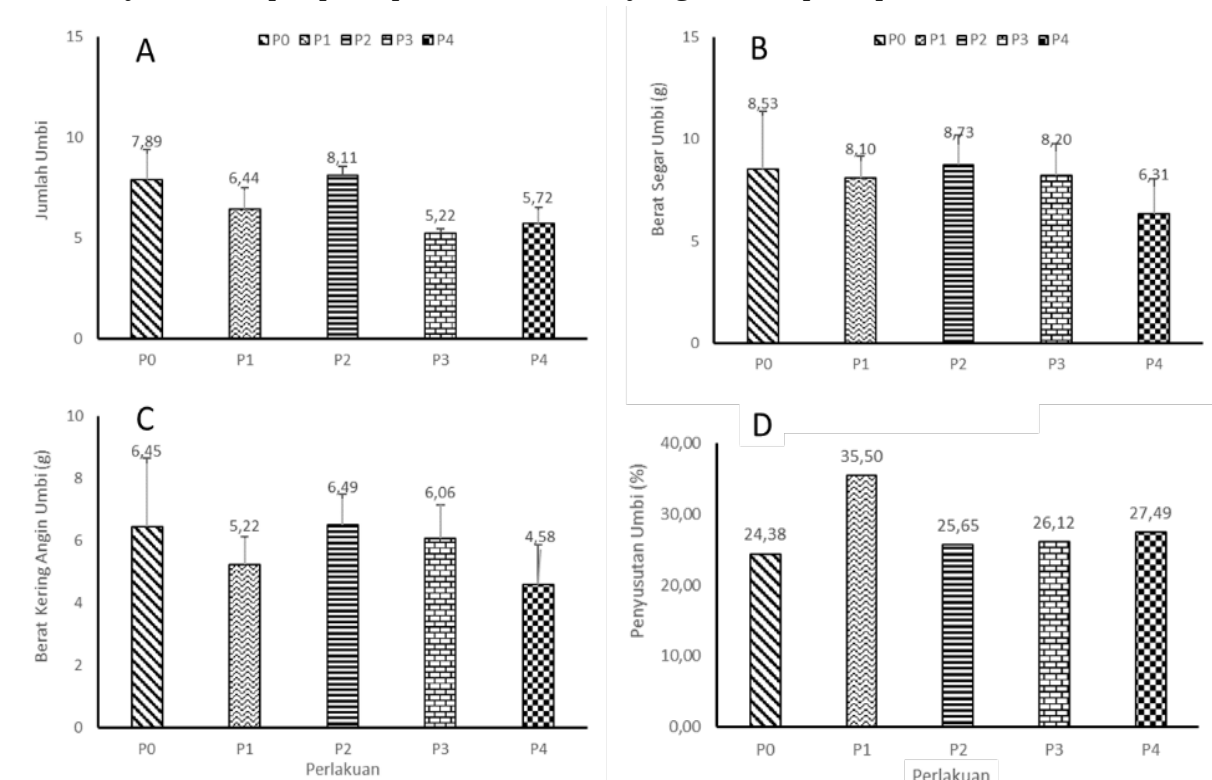 A
P0 P1 P2 P3 P4
Jumlah Umbi
15
10
5
0
7,89
6,44
8,11
5,22
5,72
P0 P1 P2 P3 P4
B
P0 P1 P2 P3 P4
Berat Segar Umbi (g)
15
10
5
0
8,53
8,10
8,73
8,20
6,31
P0 P1 P2 P3 P4
C
Berat Kering Angin Umbi (g)
10
8
6
4
2
0
6,45
5,22
6,49
6,06
4,58
P0 P1 P2 P3 P4
Perlakuan
D
Penyusutan Umbi (%)
40,00
30,00
20,00
10,00
0,00
24,38
35,50
25,65
26,12
27,49
P0 P1 P2 P3 P4
Perlakuan